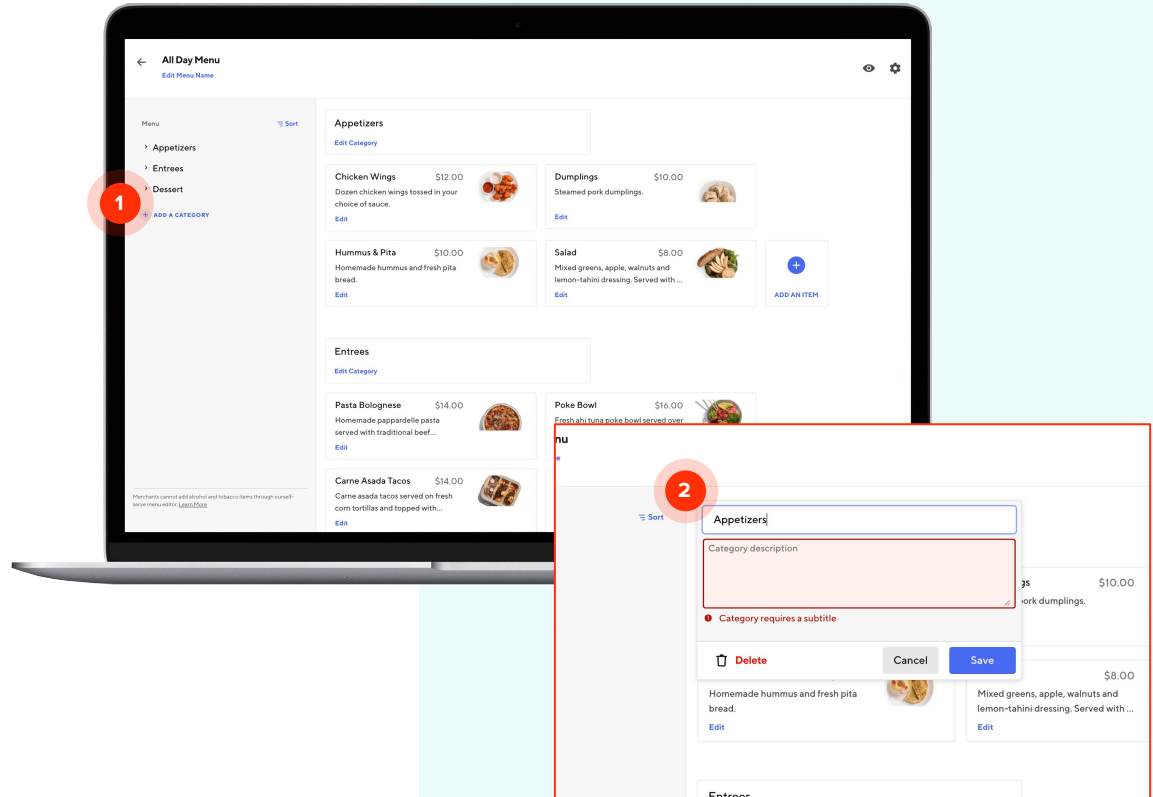 All Day Menu
Edit Menu Name
Menu
Sort
Appetizers
Entrees
Dessert
1
+ ADD A CATEGORY
Merchants cannot add alcohol and tobacco items through ourself-
serve menu editor Learn More
Appetizers
Edit Category
Chicken Wings $12.00
Dozen chicken wings tossed in your
choice of sauce.
Edit
Dumplings $10.00
Steamed pork dumplings.
Edit
Hummus & Pita $10.00
Homemade hummus and fresh pita
bread.
Edit
Salad $8.00
Mixed greens, apple, walnuts and
lemon-tahini dressing. Served with ...
Edit
+
ADD AN ITEM
Entrees
Edit Category
Pasta Bolognese $14.00
Homemade pappardelle pasta
served with traditional beef...
Edit
Poke Bowl $16.00
Fresh ahi tuna poke bowl served over
Carne Asada Tacos $14.00
Carne asada tacos served on fresh
corn tortillas and topped with...
Edit
nu
e
2
Sort
Appetizers
Category description
Category requires a subtitle
Delete
Cancel
Save
gs $10.00
ork dumplings.
Homemade hummus and fresh pita
bread.
Edit
$8.00
Mixed greens, apple, walnuts and
lemon-tahini dressing. Served with ...
Edit
Entrees